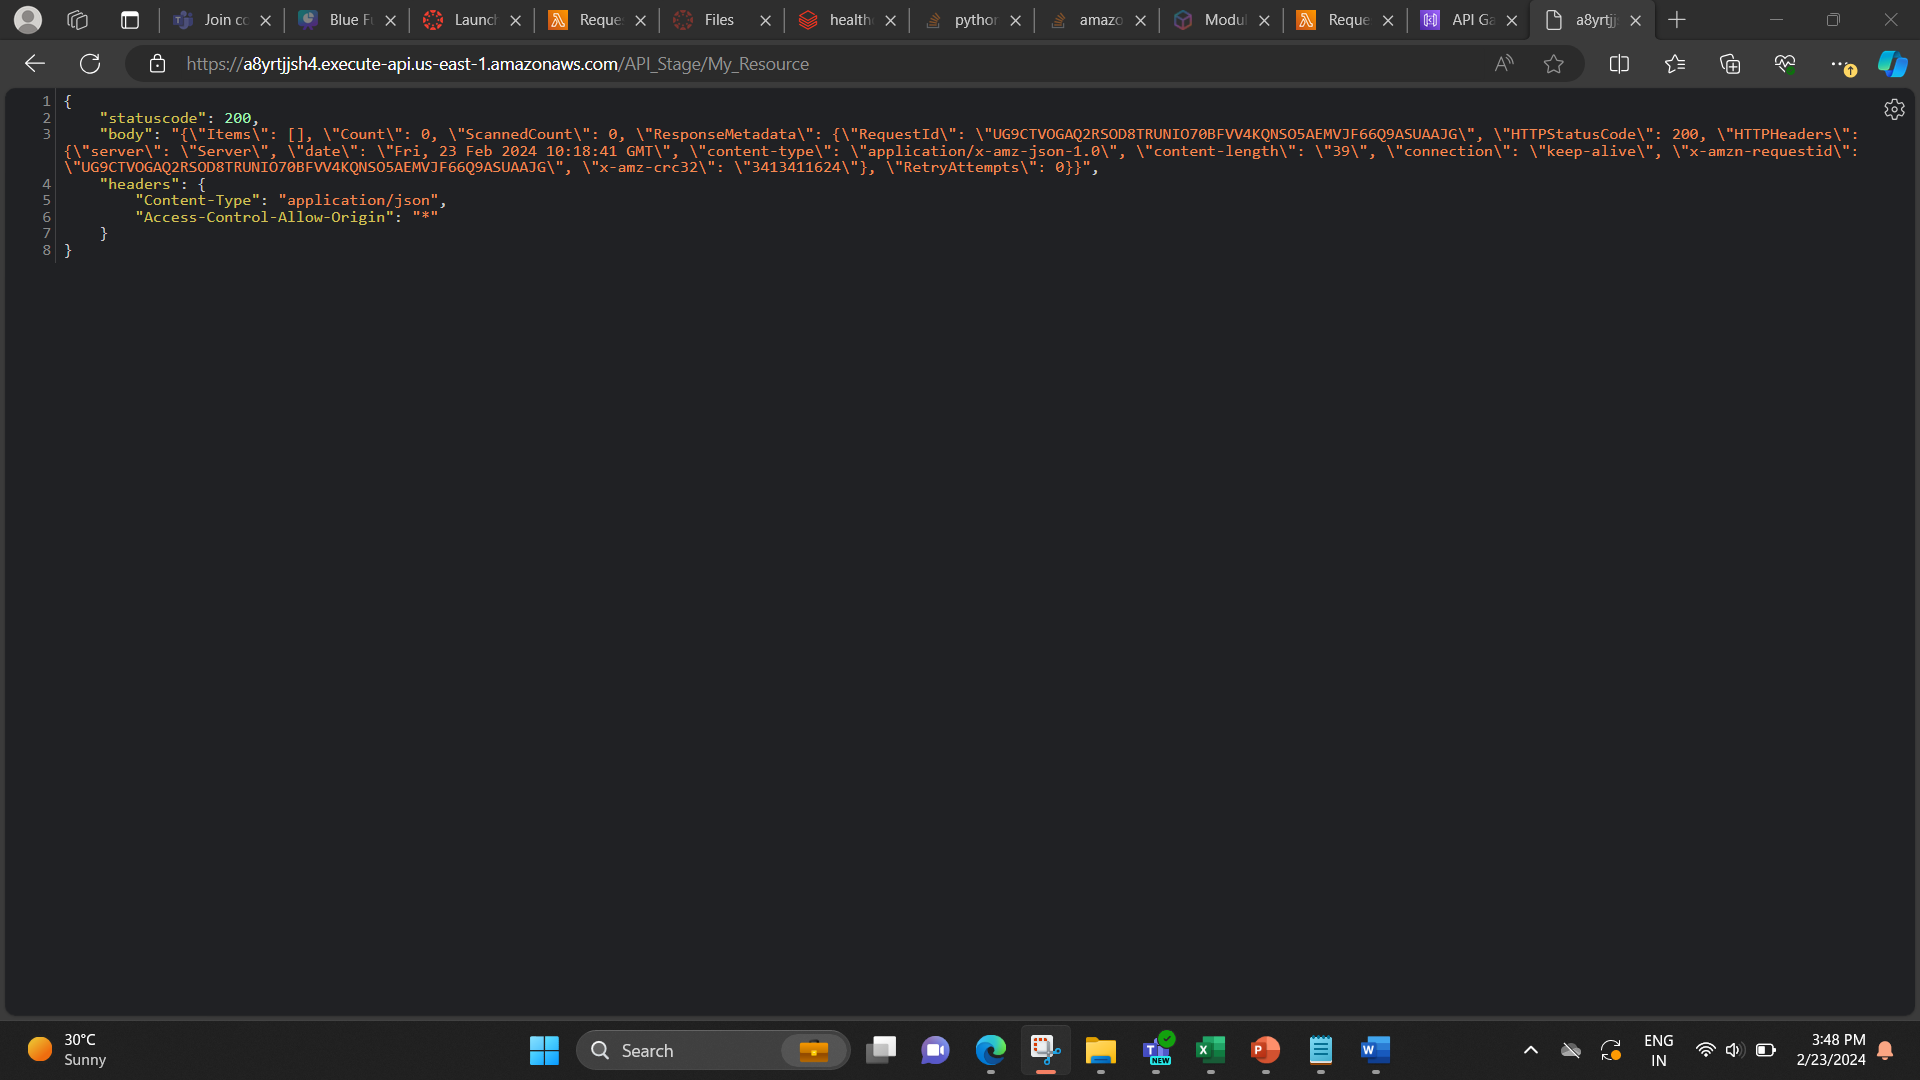 Join co
Blue Fu
Launch
Reques
Files
health
python
amazo
Modul
Reque
API Ga
a8yrtjj
https://a8yrtjjsh4.execute-api.us-east-1.amazonaws.com/API_Stage/My_Resource
1 {
2 "statuscode": 200,
3 "body": "{\"Items\": [], \"Count\": 0, \"ScannedCount\": 0, \"ResponseMetadata\": {\"RequestId\": \"UG9CTVOGAQ2RSOD8TRUNIO70BFVV4KQNSO5AEMVJF66Q9ASUAAJG\", \"HTTPStatusCode\": 200, \"HTTPHeaders\":
{\"server\": \"Server\", \"date\": \"Fri, 23 Feb 2024 10:18:41 GMT\", \"content-type\": \"application/x-amz-json-1.0\", \"content-length\": \"39\", \"connection\": \"keep-alive\", \"x-amzn-requestid\":
\"UG9CTVOGAQ2RSOD8TRUNIO70BFVV4KQNSO5AEMVJF66Q9ASUAAJG\", \"x-amz-crc32\": \"3413411624\"}, \"RetryAttempts\": 0}}",
4 "headers": {
5 "Content-Type": "application/json",
6 "Access-Control-Allow-Origin": "*"
7 }
8 }
30°C
Sunny
Search
NEW
ENG
IN
3:48 PM
2/23/2024